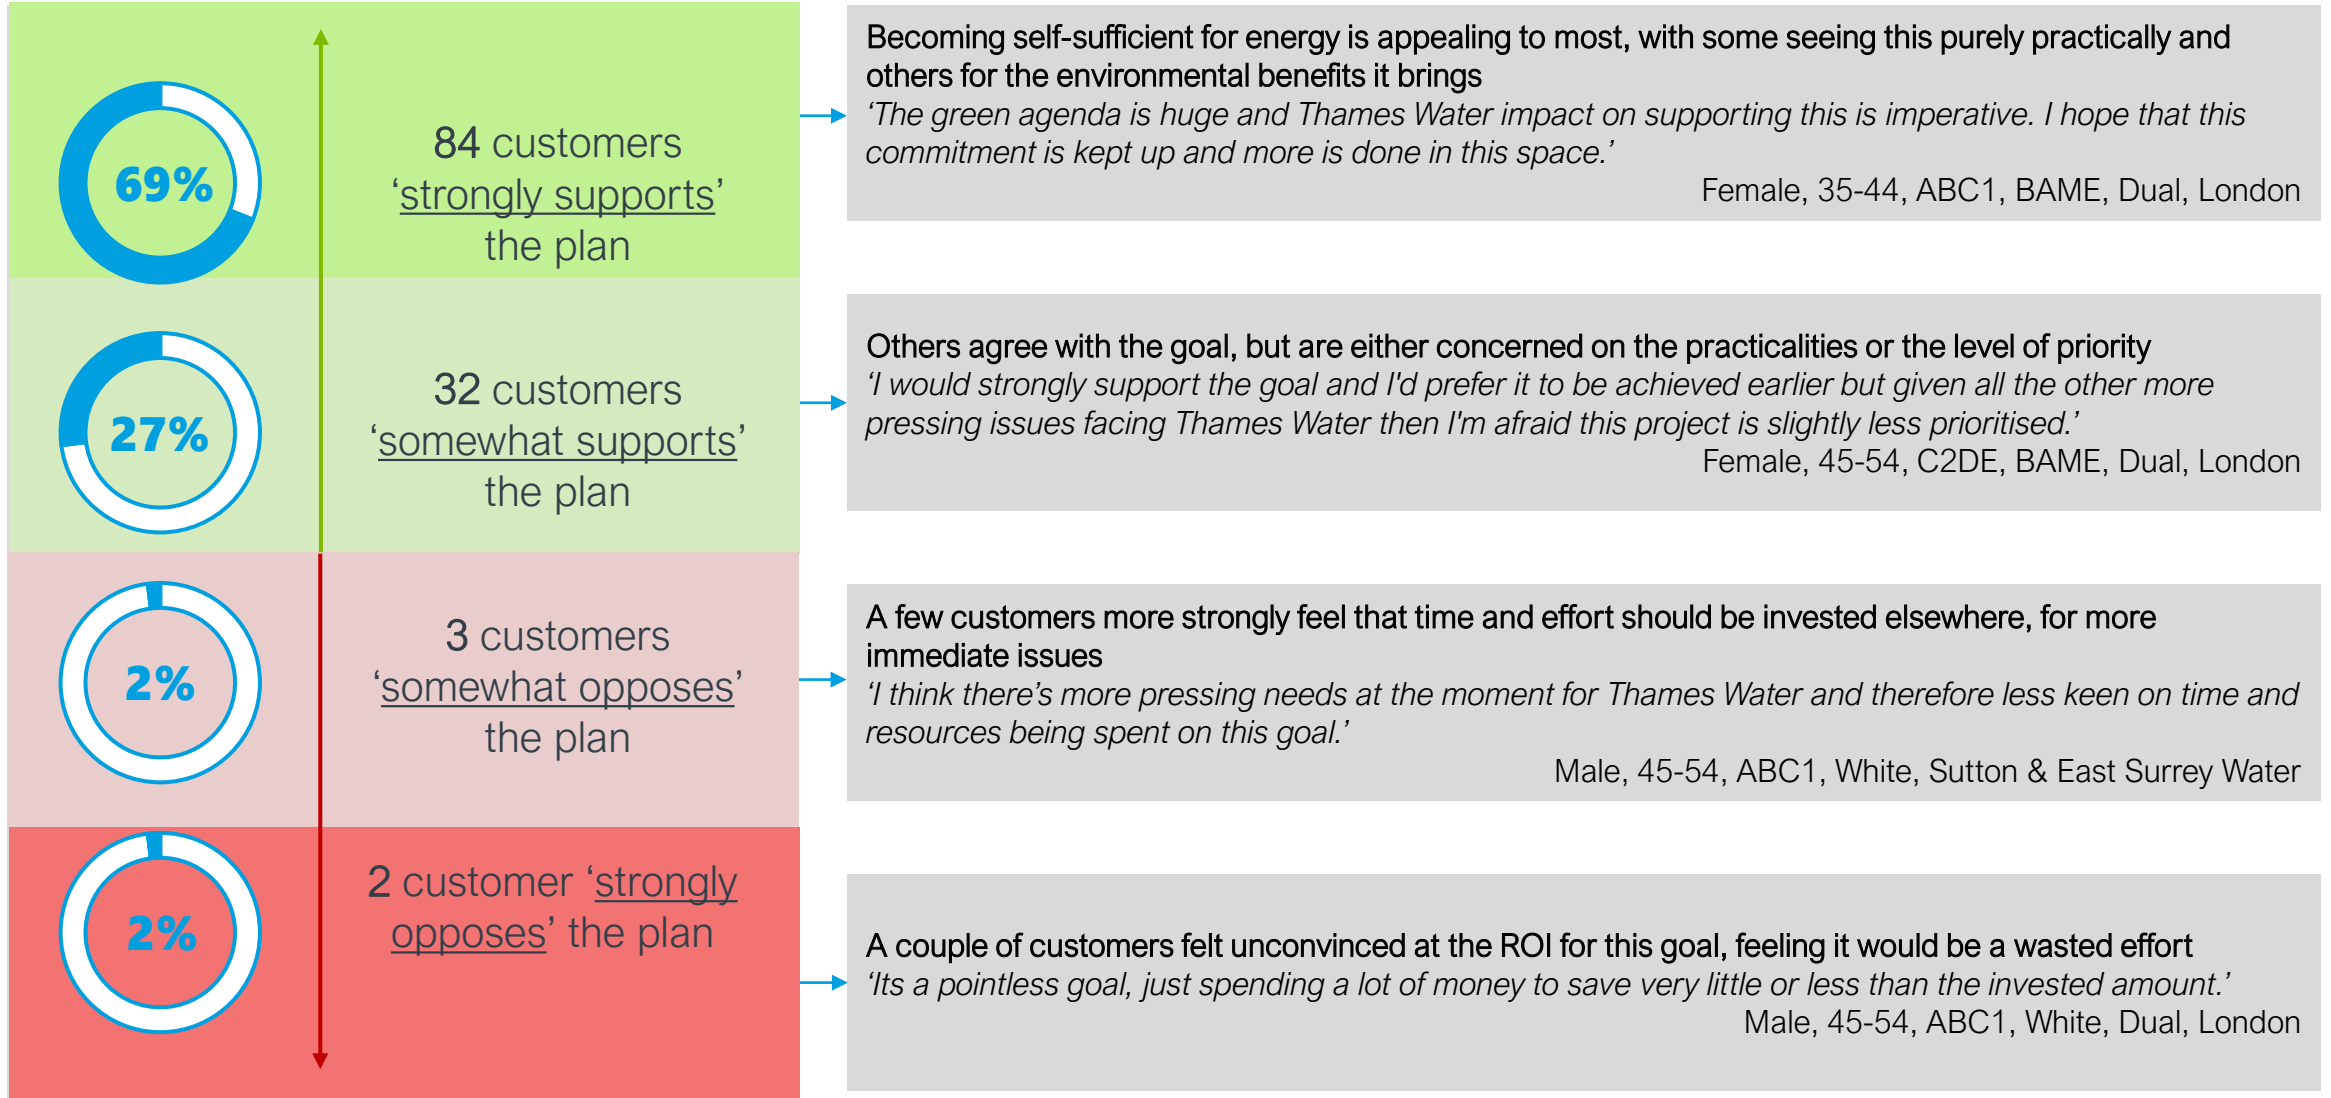 69%
84 customers
‘strongly supports’
the plan
Becoming self-sufficient for energy is appealing to most, with some seeing this purely practically and
others for the environmental benefits it brings
‘The green agenda is huge and Thames Water impact on supporting this is imperative. I hope that this
commitment is kept up and more is done in this space.’
Female, 35-44, ABC1, BAME, Dual, London
27%
32 customers
‘somewhat supports’
the plan
Others agree with the goal, but are either concerned on the practicalities or the level of priority
‘I would strongly support the goal and I'd prefer it to be achieved earlier but given all the other more
pressing issues facing Thames Water then I'm afraid this project is slightly less prioritised.’
Female, 45-54, C2DE, BAME, Dual, London
2%
3 customers
‘somewhat opposes’
the plan
A few customers more strongly feel that time and effort should be invested elsewhere, for more
immediate issues
‘I think there’s more pressing needs at the moment for Thames Water and therefore less keen on time and
resources being spent on this goal.’
Male, 45-54, ABC1, White, Sutton & East Surrey Water
2%
2 customer ‘strongly
opposes’ the plan
A couple of customers felt unconvinced at the ROI for this goal, feeling it would be a wasted effort
‘Its a pointless goal, just spending a lot of money to save very little or less than the invested amount.’
Male, 45-54, ABC1, White, Dual, London